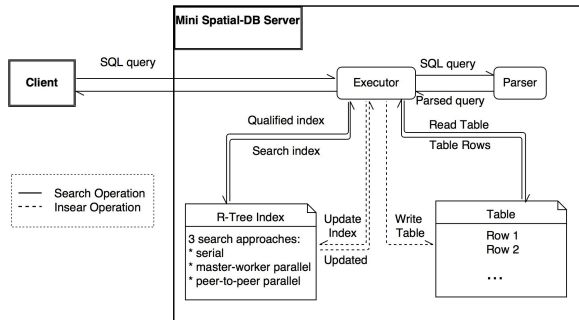 Mini Spatial-DB Server
SQL query
Client
Executor
SQL query
Parser
Parsed query
Qualified index
Search index
Read Table
Table Rows
Search Operation
Insear Operation
R-Tree Index
3 search approaches:
* serial
* master-worker parallel
* peer-to-peer parallel
Update
Index
Updated
Write
Table
Table
Row 1
Row 2
...